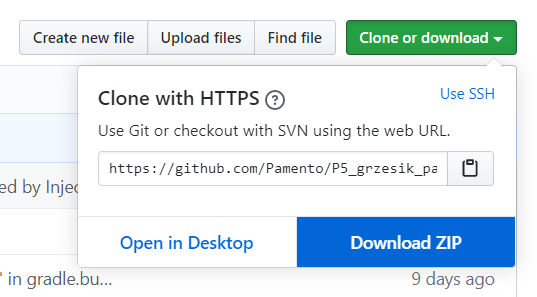 Create new file Upload files Find file Clone or download
Clone with HTTPS ? Use SSH
Use Git or checkout with SVN using the web URL.
https://github.com/Pamento/P5_grzesik_pa
ed by Injec
Open in Desktop Download ZIP
" in gradle.bu... 9 days ago